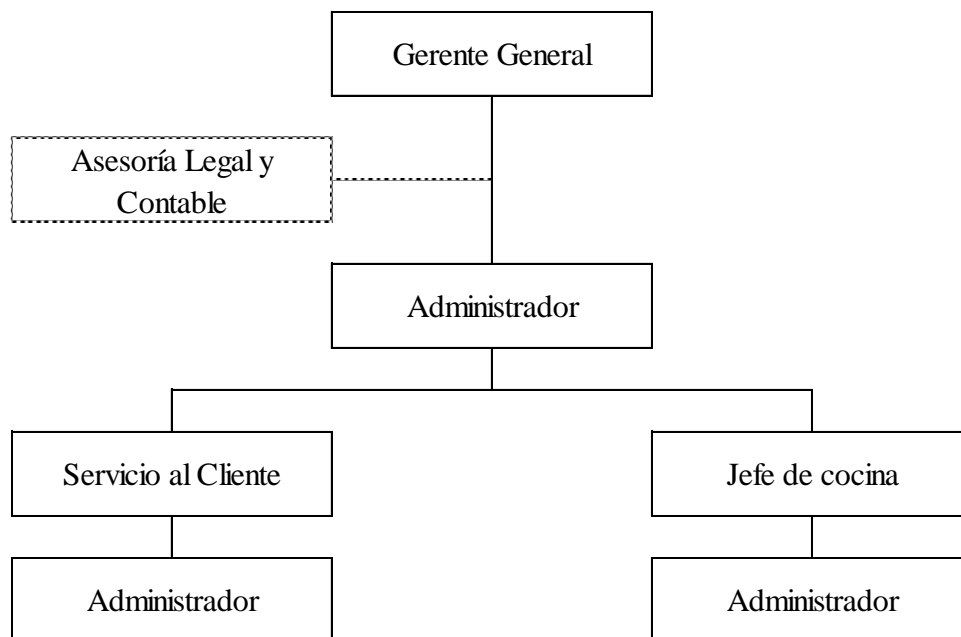 Gerente General
Asesoría Legal y
Contable
Administrador
Servicio al Cliente
Jefe de cocina
Administrador
Administrador